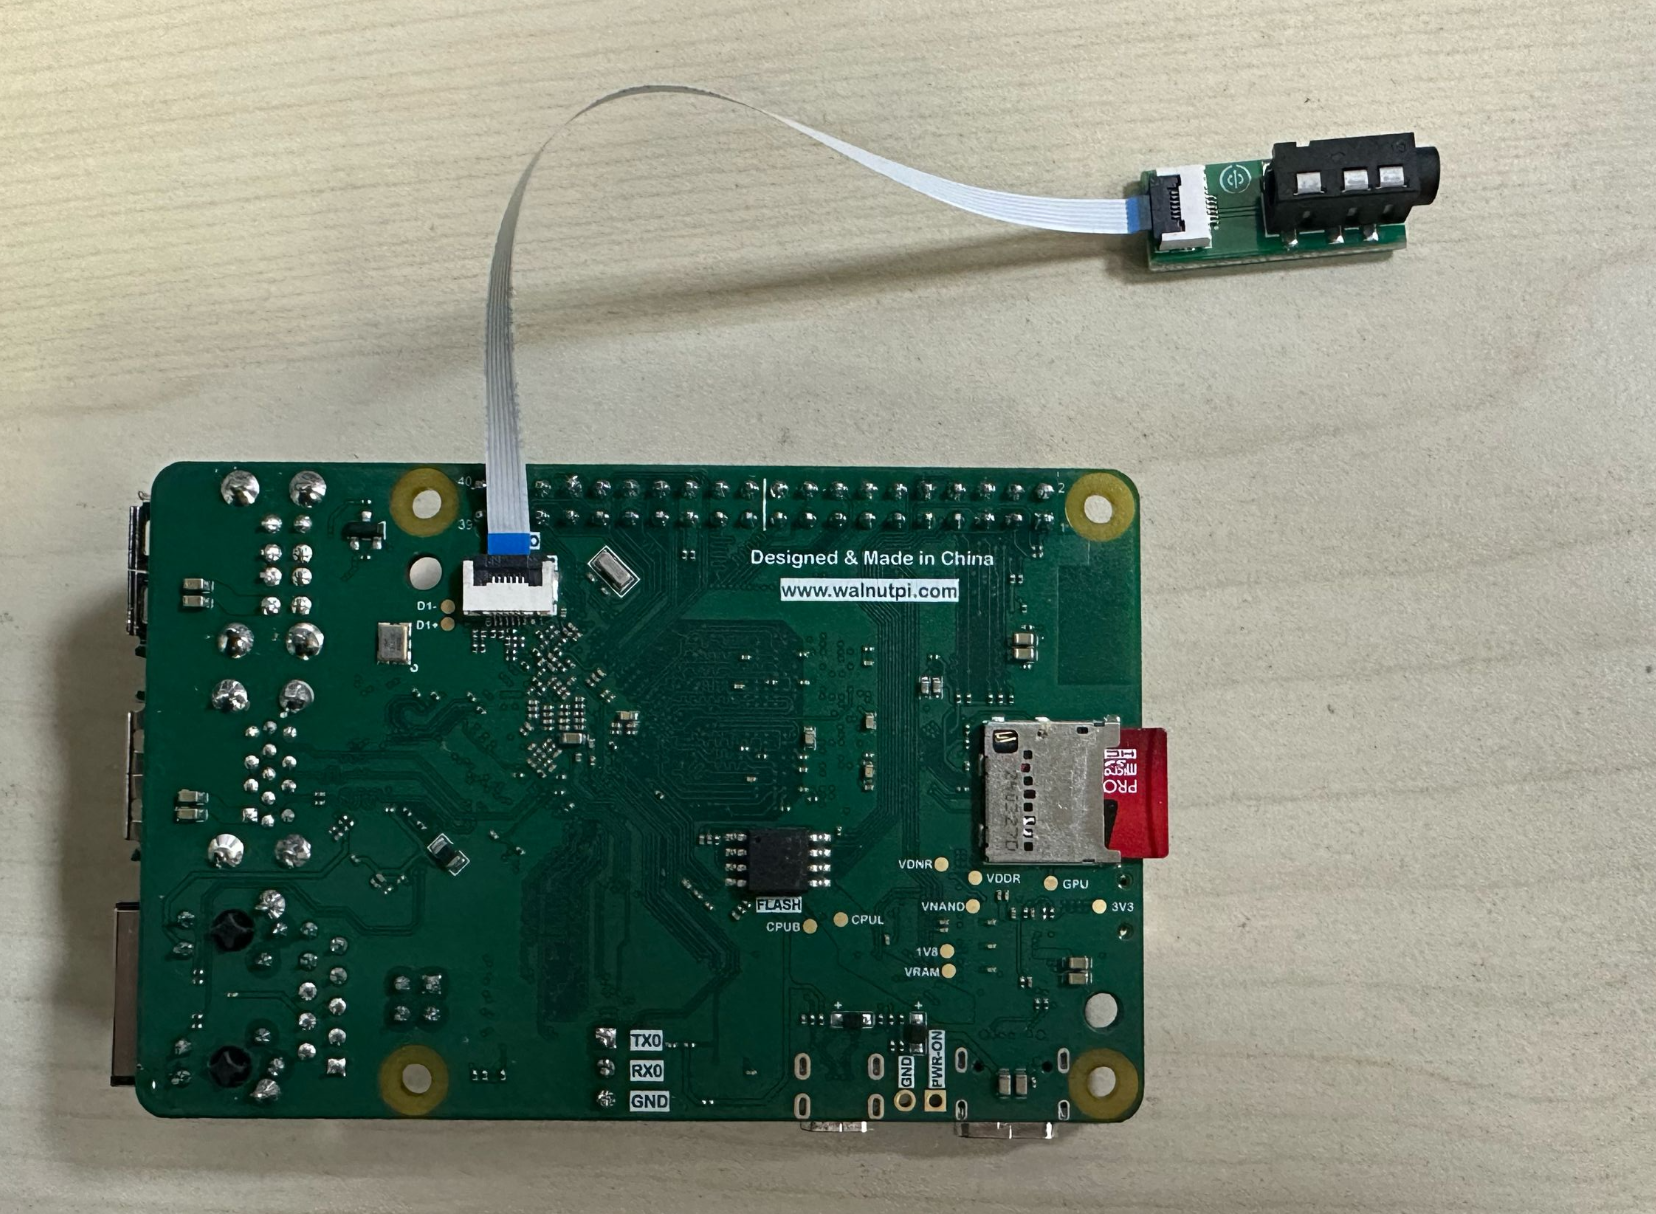 40
2
39
1
Designed & Made in China
www.walnutpi.com
D1-
D1+
micro
PRO
VDNR
VDDR
GPU
FLASH
VNAND
3V3
CPUB
CPUL
1V8
VRAM
TX0
RX0
GND
GND
PWR-ON